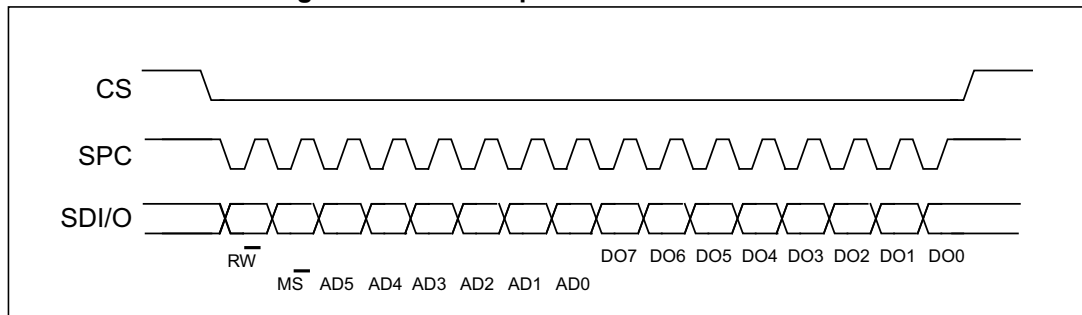 CS
SPC
SDI/O
RW DO7 DO6 DO5 DO4 DO3 DO2 DO1 DO0
MS AD5 AD4 AD3 AD2 AD1 AD0